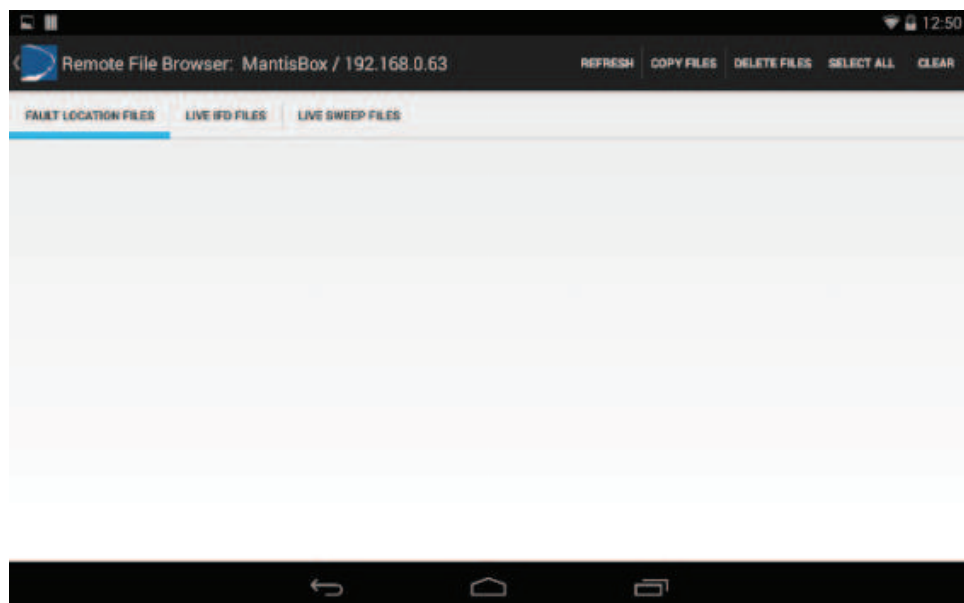 12:50
Remote File Browser: MantisBox / 192.168.0.63
REFRESH COPY FILES DELETE FILES SELECT ALL CLEAR
FAULT LOCATION FILES LIVE IFD FILES LIVE SWEEP FILES